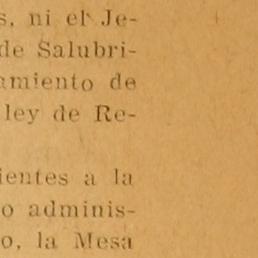 s, ni el Je-
de Salubri-
amiento de
ley de Re-
ientes a la
o adminis-
o, la Mesa